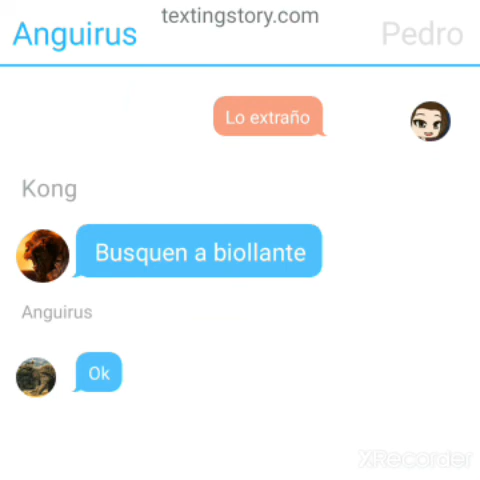 textingstory.com
Anguirus
Pedro
Lo extraño
Kong
Busquen a biollante
Anguirus
Ok
XRecorder